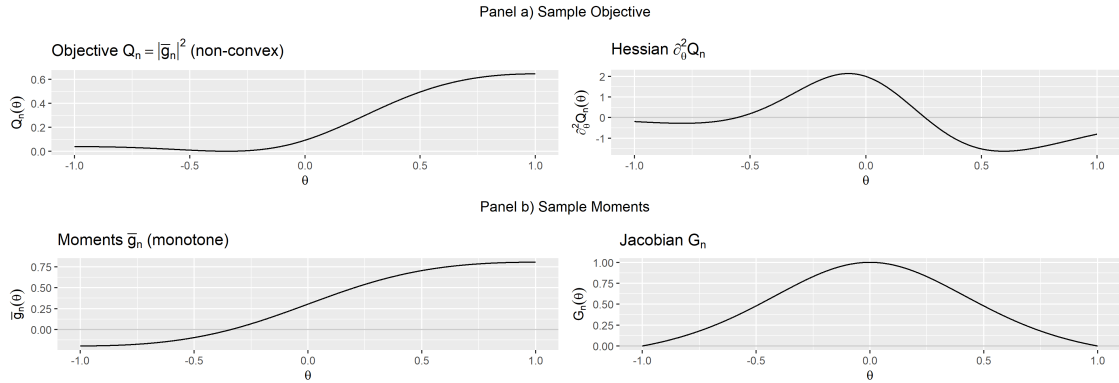 Panel a) Sample Objective
Objective Qₙ = |g̅ₙ|² (non-convex)
Qₙ(θ)
0.6
0.4
0.2
0.0
-1.0 -0.5 0.0 0.5 1.0
θ
Hessian ∂²θQₙ
∂²θQₙ(θ)
2
1
0
-1
-1.0 -0.5 0.0 0.5 1.0
θ
Panel b) Sample Moments
Moments g̅ₙ (monotone)
g̅ₙ(θ)
0.75
0.50
0.25
0.00
-1.0 -0.5 0.0 0.5 1.0
θ
Jacobian Gₙ
Gₙ(θ)
1.00
0.75
0.50
0.25
0.00
-1.0 -0.5 0.0 0.5 1.0
θ